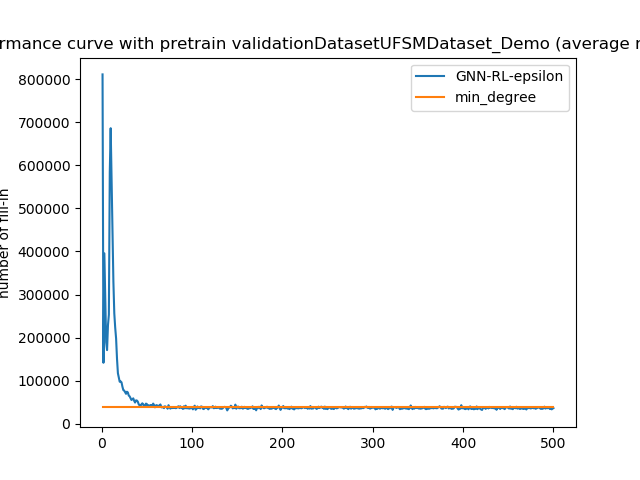 rmance curve with pretrain validationDatasetUFSMDataset_Demo (average
GNN-RL-epsilon
min_degree
number of fill-in
800000
700000
600000
500000
400000
300000
200000
100000
0
0 100 200 300 400 500